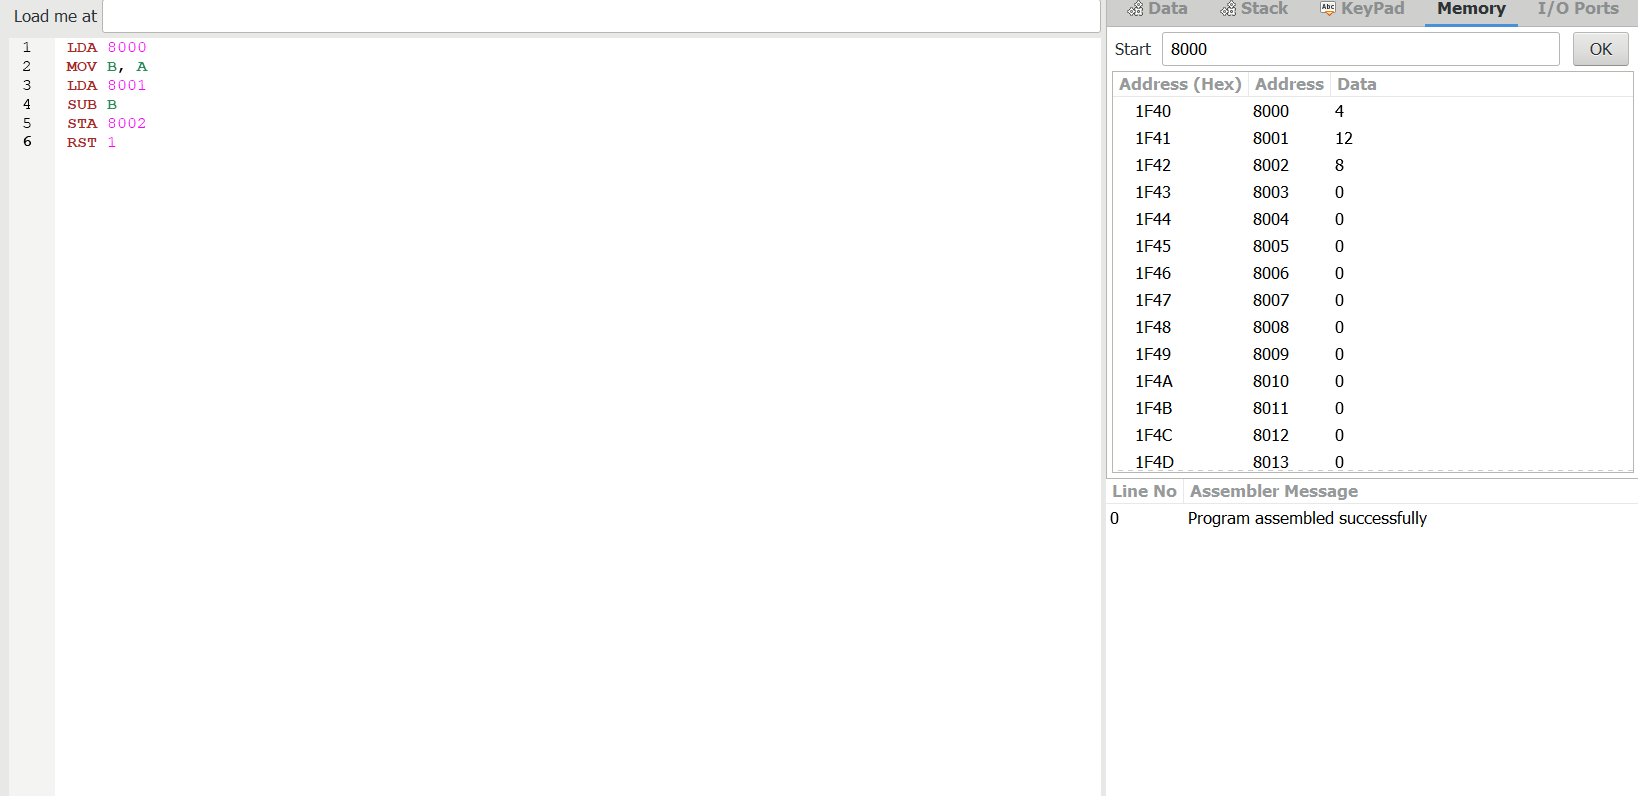 Load me at
1 LDA 8000
2 MOV B, A
3 LDA 8001
4 SUB B
5 STA 8002
6 RST 1
Data Stack Abc KeyPad Memory I/O Ports
Start 8000 OK
Address (Hex) Address Data
1F40 8000 4
1F41 8001 12
1F42 8002 8
1F43 8003 0
1F44 8004 0
1F45 8005 0
1F46 8006 0
1F47 8007 0
1F48 8008 0
1F49 8009 0
1F4A 8010 0
1F4B 8011 0
1F4C 8012 0
1F4D 8013 0
Line No Assembler Message
0 Program assembled successfully